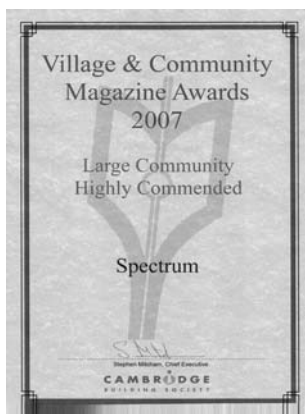 Village & Community
Magazine Awards
2007
Large Community
Highly Commended
Spectrum
Stephen Mitcham, Chief Executive
CAMBRIDGE
BUILDING SOCIETY